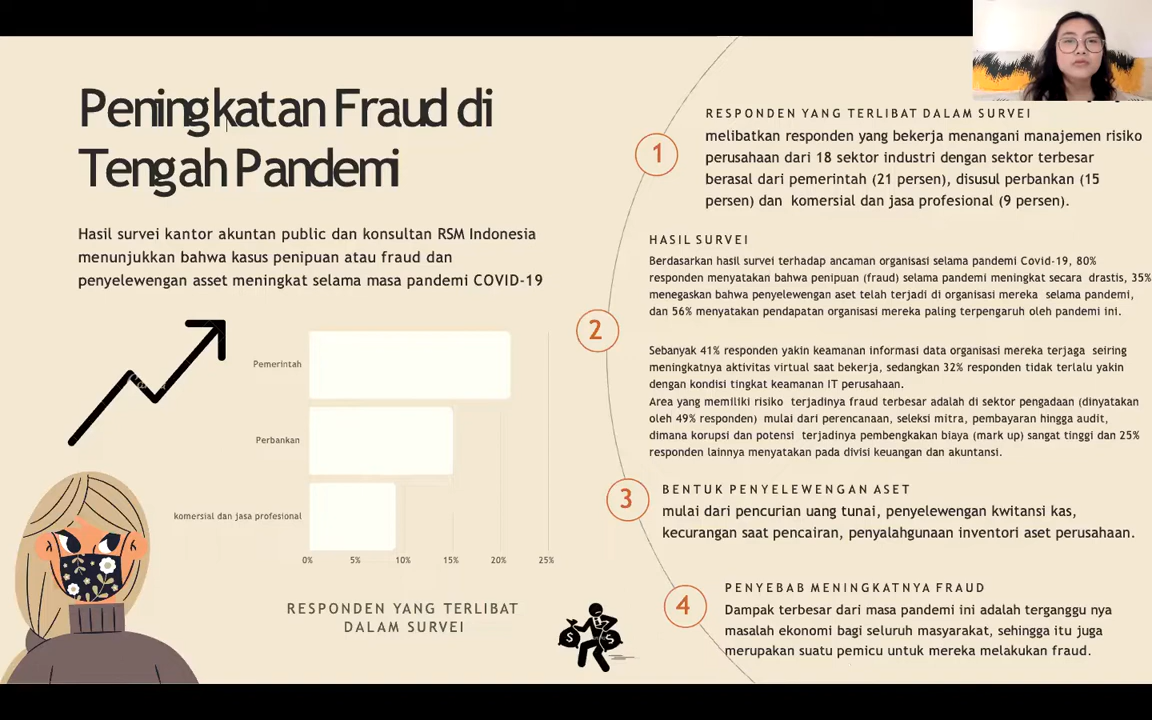 Peningkatan Fraud di
Tengah Pandemi
Hasil survei kantor akuntan public dan konsultan RSM Indonesia
menunjukkan bahwa kasus penipuan atau fraud dan
penyelewengan asset meningkat selama masa pandemi COVID-19
Pemerintah
Perbankan
komersial dan jasa profesional
0%
5%
10%
15%
20%
25%
RESPONDEN YANG TERLIBAT
DALAM SURVEI
$
$
1
RESPONDEN YANG TERLIBAT DALAM SURVEI
melibatkan responden yang bekerja menangani manajemen risiko
perusahaan dari 18 sektor industri dengan sektor terbesar
berasal dari pemerintah (21 persen), disusul perbankan (15
persen) dan komersial dan jasa profesional (9 persen).
2
HASIL SURVEI
Berdasarkan hasil survei terhadap ancaman organisasi selama pandemi Covid-19, 80%
responden menyatakan bahwa penipuan (fraud) selama pandemi meningkat secara drastis, 35%
menegaskan bahwa penyelewengan aset telah terjadi di organisasi mereka selama pandemi,
dan 56% menyatakan pendapatan organisasi mereka paling terpengaruh oleh pandemi ini.
Sebanyak 41% responden yakin keamanan informasi data organisasi mereka terjaga seiring
meningkatnya aktivitas virtual saat bekerja, sedangkan 32% responden tidak terlalu yakin
dengan kondisi tingkat keamanan IT perusahaan.
Area yang memiliki risiko terjadinya fraud terbesar adalah di sektor pengadaan (dinyatakan
oleh 49% responden) mulai dari perencanaan, seleksi mitra, pembayaran hingga audit,
dimana korupsi dan potensi terjadinya pembengkakan biaya (mark up) sangat tinggi dan 25%
responden lainnya menyatakan pada divisi keuangan dan akuntansi.
3
BENTUK PENYELEWENGAN ASET
mulai dari pencurian uang tunai, penyelewengan kwitansi kas,
kecurangan saat pencairan, penyalahgunaan inventori aset perusahaan.
4
PENYEBAB MENINGKATNYA FRAUD
Dampak terbesar dari masa pandemi ini adalah terganggu nya
masalah ekonomi bagi seluruh masyarakat, sehingga itu juga
merupakan suatu pemicu untuk mereka melakukan fraud.